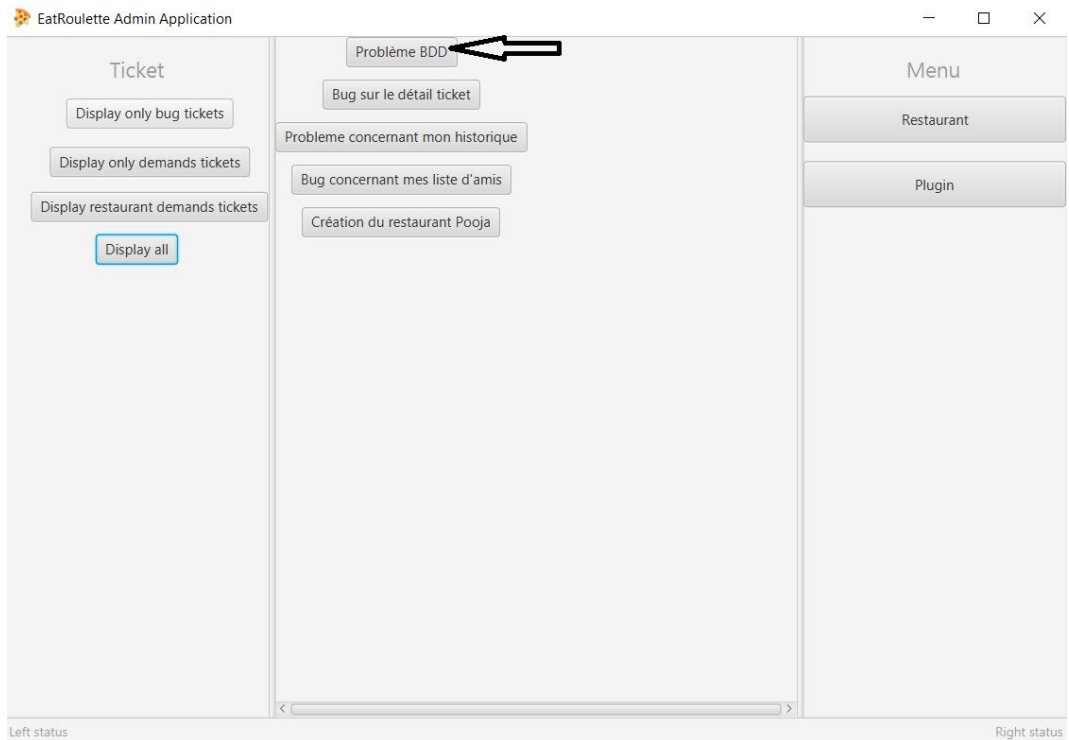 EatRoulette Admin Application
Ticket
Display only bug tickets
Display only demands tickets
Display restaurant demands tickets
Display all
Problème BDD
Bug sur le détail ticket
Probleme concernant mon historique
Bug concernant mes liste d'amis
Création du restaurant Pooja
Menu
Restaurant
Plugin
Left status
Right status